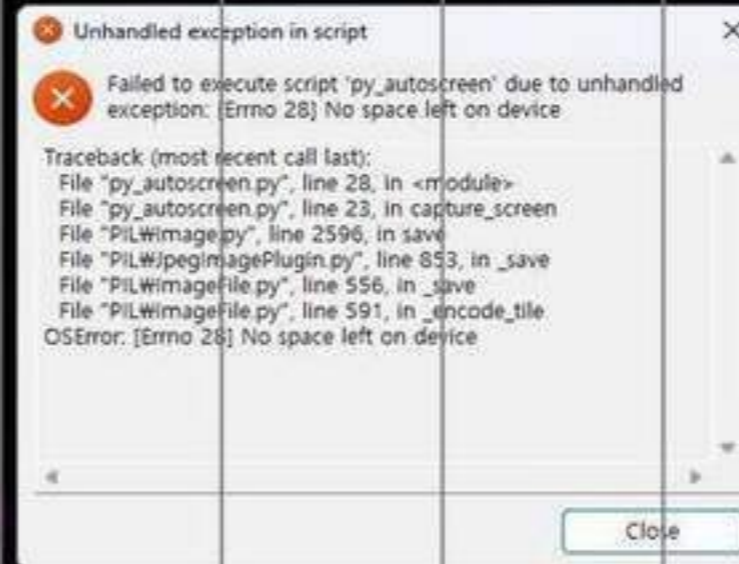 Unhandled exception in script
Failed to execute script 'py_autoscreen' due to unhandled
exception: [Errno 28] No space left on device
Traceback (most recent call last):
File "py_autoscreen.py", line 28, in <module>
File "py_autoscreen.py", line 23, in capture_screen
File "PIL₩Image.py", line 2596, in save
File "PIL₩JpegImagePlugin.py", line 853, in _save
File "PIL₩ImageFile.py", line 556, in _save
File "PIL₩ImageFile.py", line 591, in _encode_tile
OSError: [Errno 28] No space left on device
Close